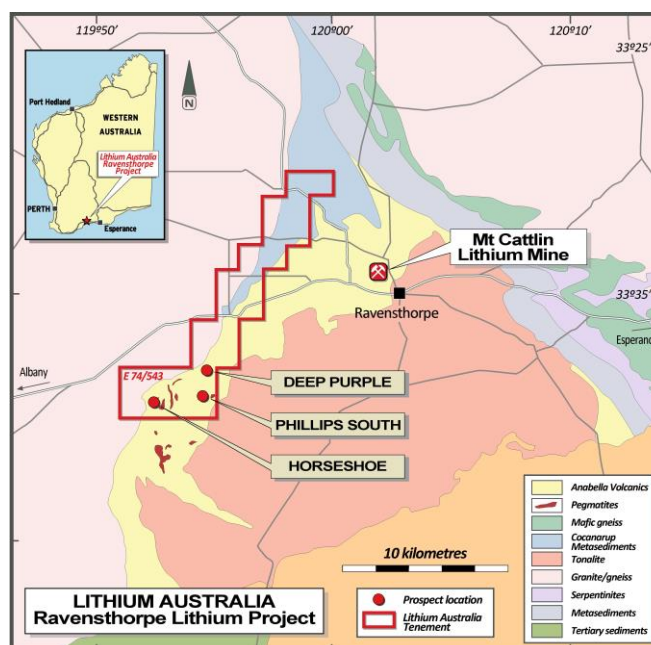 119º50'
120º00'
120º10'
33º25'
Port Hedland
WESTERN
AUSTRALIA
Lithium Australia
Ravensthorpe
Project
PERTH
Esperance
N
Mt Cattlin
Lithium Mine
33º35'
Ravensthorpe
Esperance
Albany
E 74/543
DEEP PURPLE
PHILLIPS SOUTH
HORSESHOE
10 kilometres
LITHIUM AUSTRALIA
Ravensthorpe Lithium Project
Prospect location
Lithium Australia
Tenement
Anabella Volcanics
Pegmatites
Mafic gneiss
Cocanarup
Metasediments
Tonalite
Granite/gneiss
Serpentinites
Metasediments
Tertiary sediments